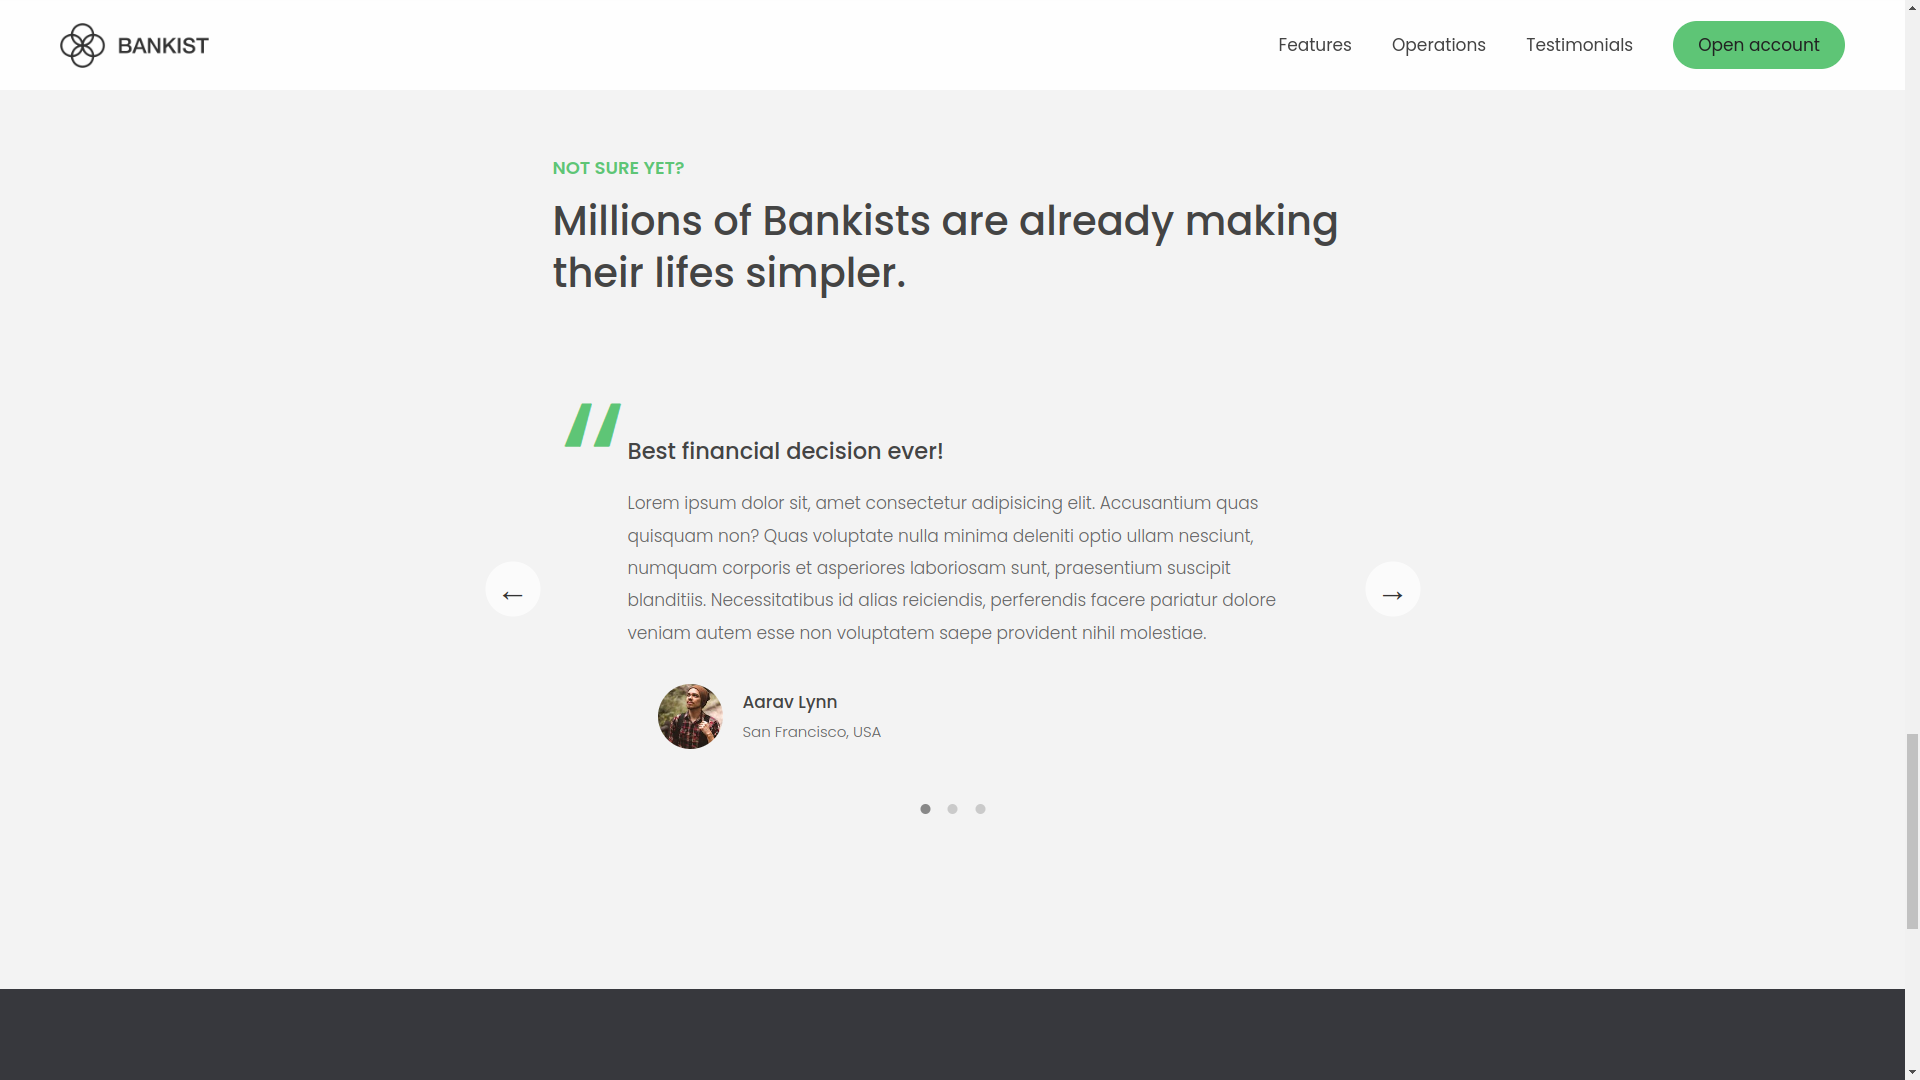 BANKIST
Features
Operations
Testimonials
Open account
NOT SURE YET?
Millions of Bankists are already making
their lifes simpler.
“
Best financial decision ever!
Lorem ipsum dolor sit, amet consectetur adipisicing elit. Accusantium quas
quisquam non? Quas voluptate nulla minima deleniti optio ullam nesciunt,
numquam corporis et asperiores laboriosam sunt, praesentium suscipit
blanditiis. Necessitatibus id alias reiciendis, perferendis facere pariatur dolore
veniam autem esse non voluptatem saepe provident nihil molestiae.
←
→
Aarav Lynn
San Francisco, USA